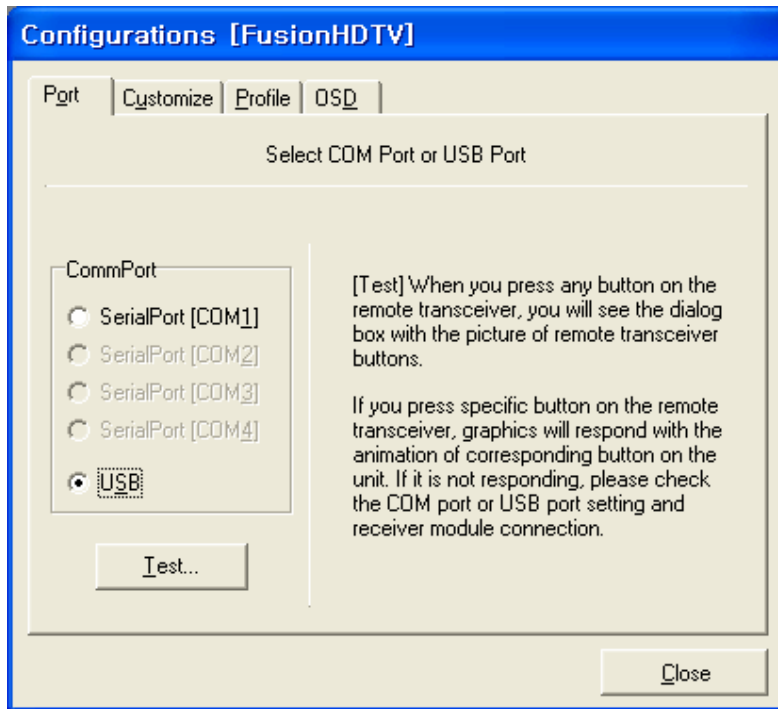 Configurations [FusionHDTV]
Port Customize Profile OSD
Select COM Port or USB Port
CommPort
SerialPort [COM1]
SerialPort [COM2]
SerialPort [COM3]
SerialPort [COM4]
USB
Test...
[Test] When you press any button on the
remote transceiver, you will see the dialog
box with the picture of remote transceiver
buttons.
If you press specific button on the remote
transceiver, graphics will respond with the
animation of corresponding button on the
unit. If it is not responding, please check
the COM port or USB port setting and
receiver module connection.
Close